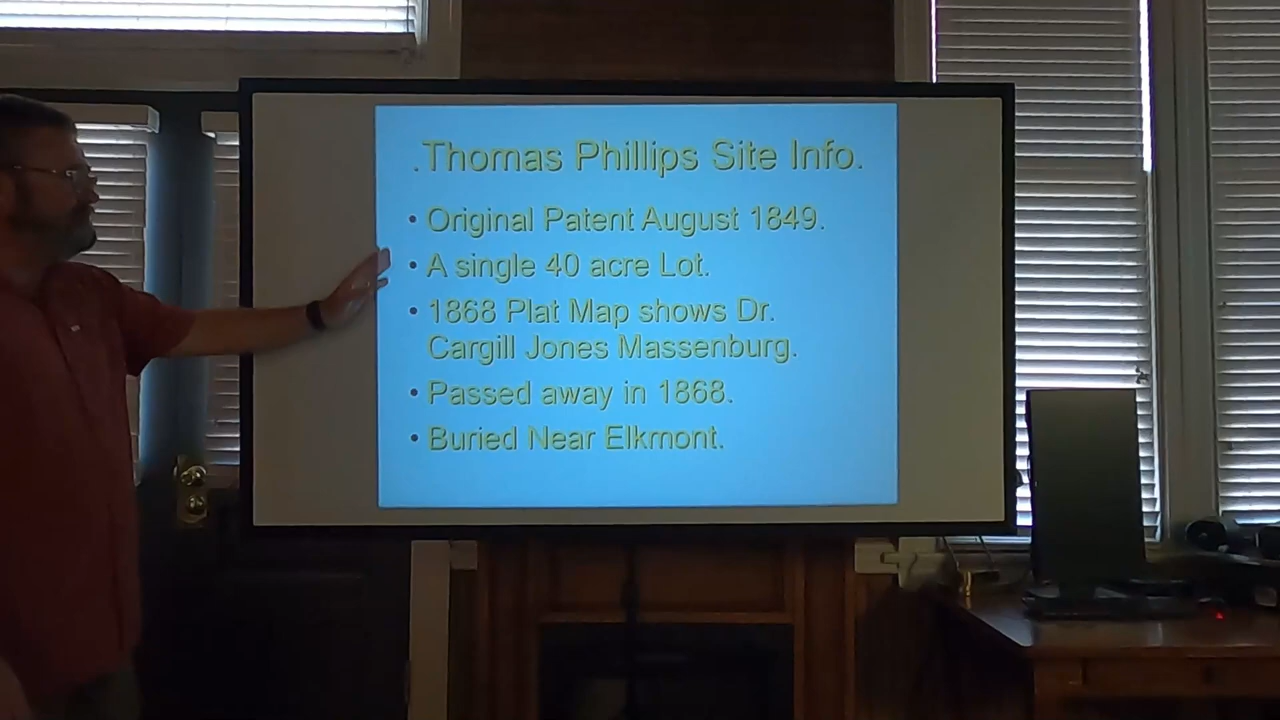 .Thomas Phillips Site Info.
• Original Patent August 1849.
• A single 40 acre Lot.
• 1868 Plat Map shows Dr.
Cargill Jones Massenburg.
• Passed away in 1868.
• Buried Near Elkmont.